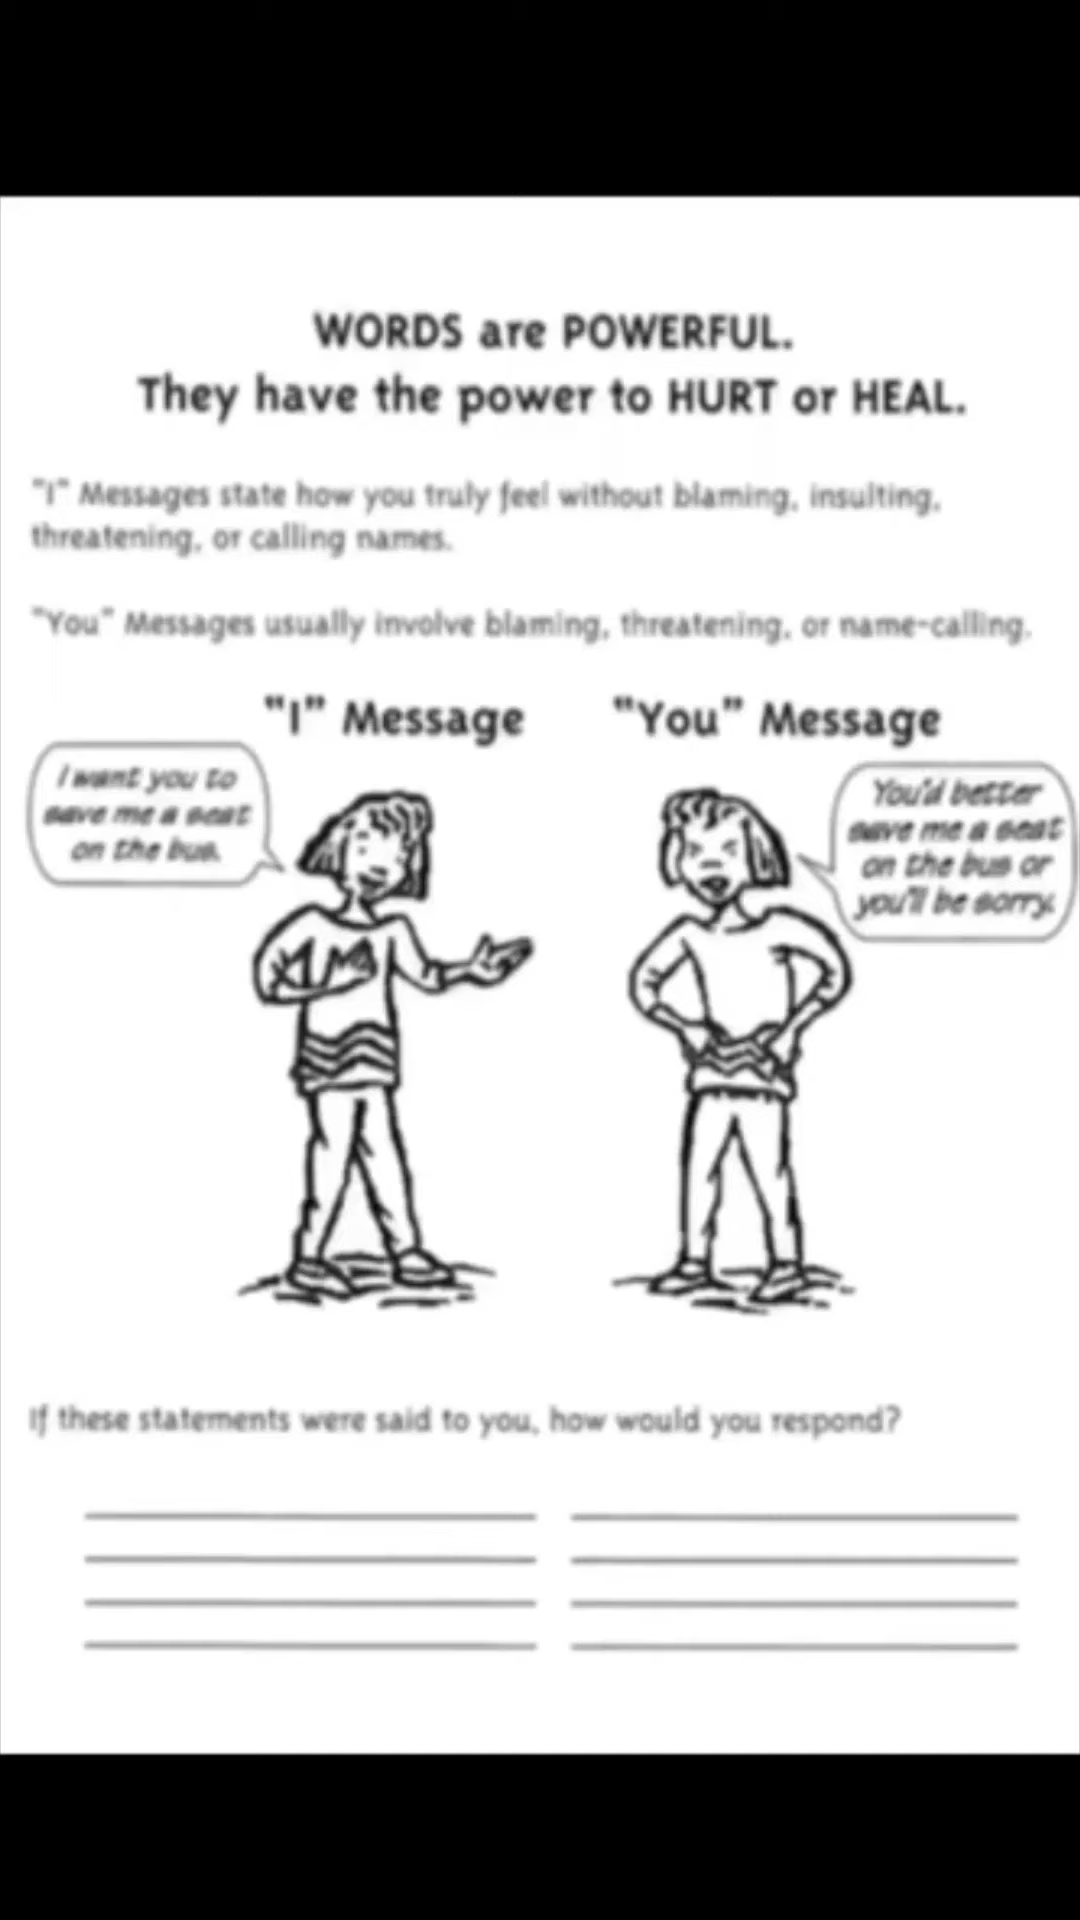 WORDS are POWERFUL.
They have the power to HURT or HEAL.
"I" Messages state how you truly feel without blaming, insulting,
threatening, or calling names.
"You" Messages usually involve blaming, threatening, or name-calling.
"I" Message
"You" Message
I want you to
save me a seat
on the bus.
You'd better
save me a seat
on the bus or
you'll be sorry.
If these statements were said to you, how would you respond?